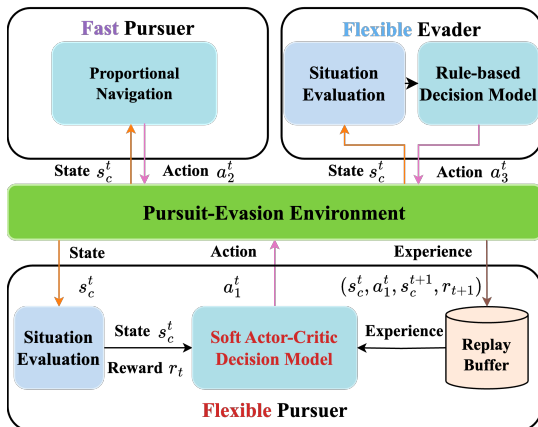 Fast Pursuer
Proportional
Navigation
State $s_c^t$
Action $a_2^t$
Flexible Evader
Situation
Evaluation
Rule-based
Decision Model
State $s_c^t$
Action $a_3^t$
Pursuit-Evasion Environment
State
Action
Experience
$s_c^t$
$a_1^t$
$(s_c^t, a_1^t, s_c^{t+1}, r_{t+1})$
Situation
Evaluation
State $s_c^t$
Reward $r_t$
Soft Actor-Critic
Decision Model
Experience
Replay
Buffer
Flexible Pursuer